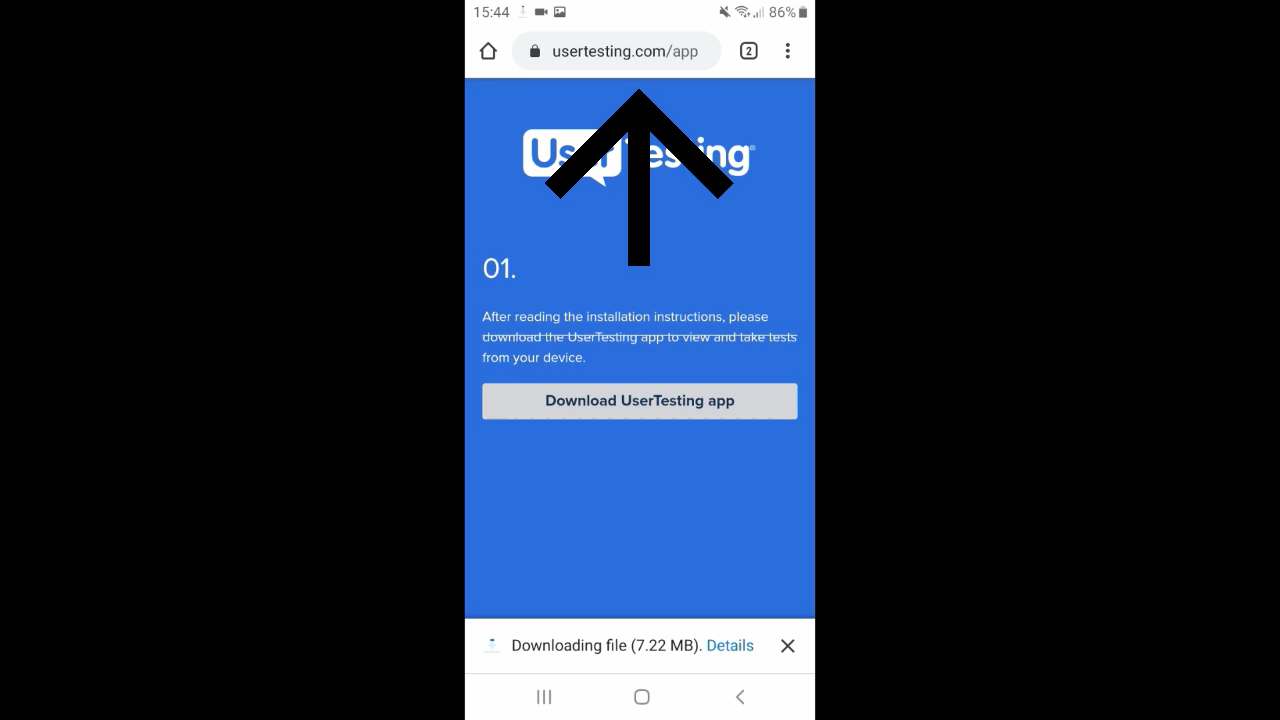 15:44 86%
usertesting.com/app 2
UserTesting
01.
After reading the installation instructions, please
download the UserTesting app to view and take tests
from your device.
Download UserTesting app
Downloading file (7.22 MB). Details